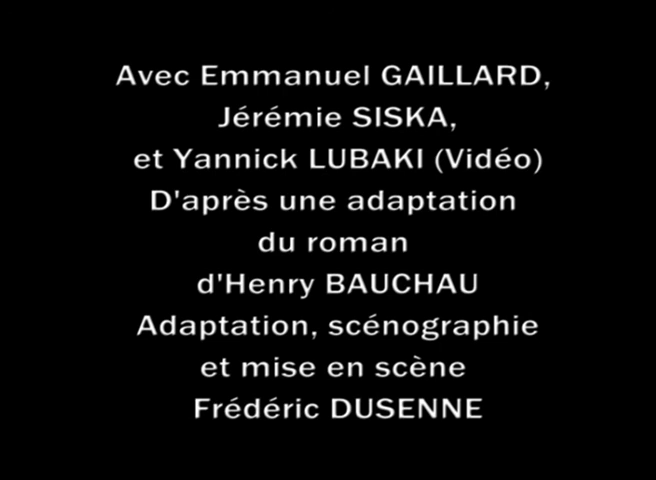 Avec Emmanuel GAILLARD,
Jérémie SISKA,
et Yannick LUBAKI (Vidéo)
D'après une adaptation
du roman
d'Henry BAUCHAU
Adaptation, scénographie
et mise en scène
Frédéric DUSENNE